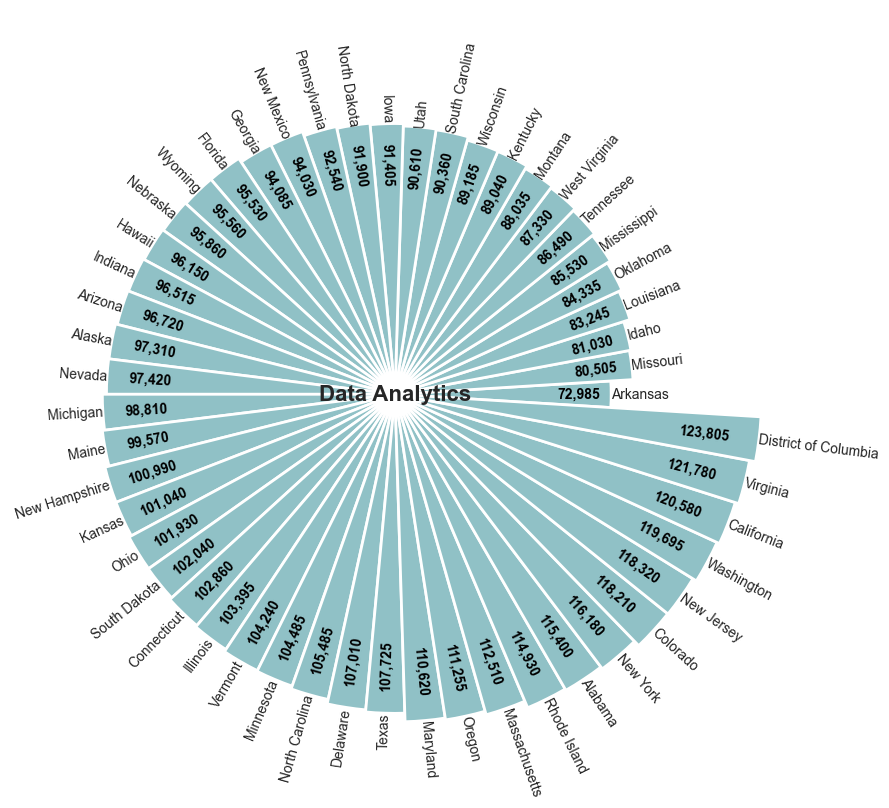 Data Analytics
Arkansas 72,985
Missouri 80,505
Idaho 81,030
Louisiana 83,245
Oklahoma 84,335
Mississippi 85,530
Tennessee 86,490
West Virginia 87,330
Montana 88,035
Kentucky 89,040
Wisconsin 89,185
South Carolina 90,360
Utah 90,610
Iowa 91,405
North Dakota 91,900
Pennsylvania 92,540
New Mexico 94,030
Georgia 94,085
Florida 95,530
Wyoming 95,560
Nebraska 95,860
Hawaii 96,150
Indiana 96,515
Arizona 96,720
Alaska 97,310
Nevada 97,420
Michigan 98,810
Maine 99,570
New Hampshire 100,990
Kansas 101,040
Ohio 101,930
South Dakota 102,040
Connecticut 102,860
Illinois 103,395
Vermont 104,240
Minnesota 104,485
North Carolina 105,485
Delaware 107,010
Texas 107,725
Maryland 110,620
Oregon 111,255
Massachusetts 112,510
Rhode Island 114,930
Alabama 115,400
New York 116,180
Colorado 118,210
New Jersey 118,320
Washington 119,695
California 120,580
Virginia 121,780
District of Columbia 123,805